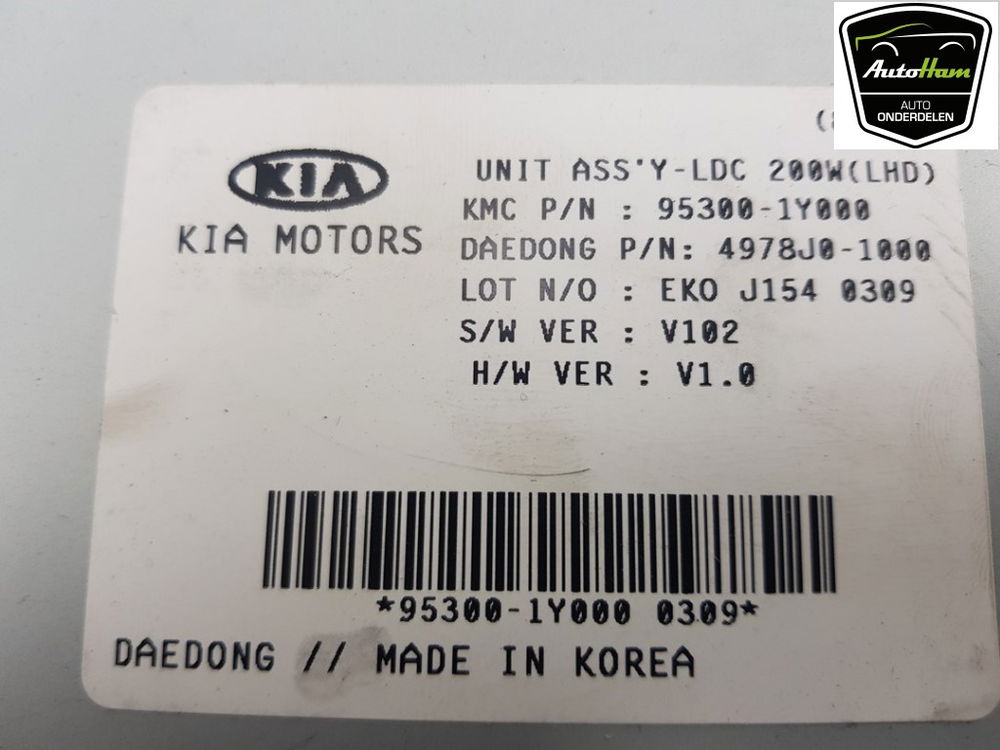 AutoHam
AUTO
ONDERDELEN
KIA
KIA MOTORS
UNIT ASS'Y-LDC 200W(LHD)
KMC P/N : 95300-1Y000
DAEDONG P/N: 4978J0-1000
LOT N/O : EKO J154 0309
S/W VER : V102
H/W VER : V1.0
*95300-1Y000 0309*
DAEDONG // MADE IN KOREA